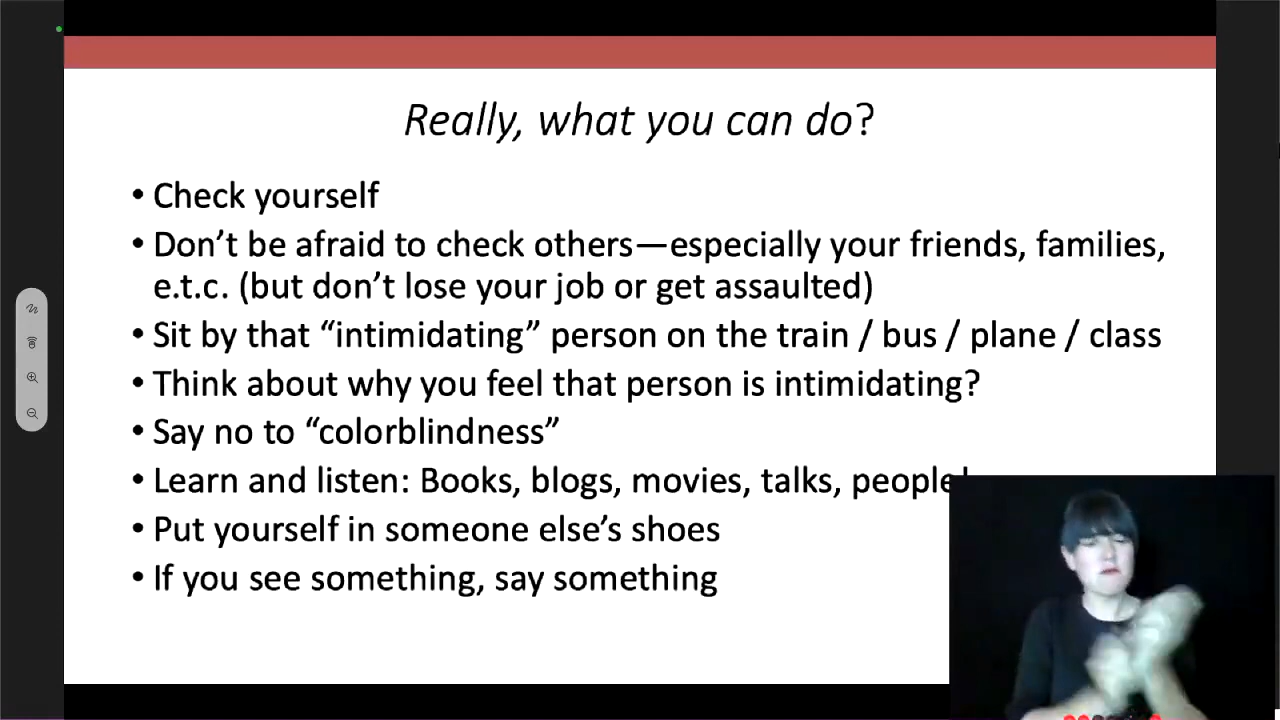 Really, what you can do?
• Check yourself
• Don’t be afraid to check others—especially your friends, families,
e.t.c. (but don’t lose your job or get assaulted)
• Sit by that “intimidating” person on the train / bus / plane / class
• Think about why you feel that person is intimidating?
• Say no to “colorblindness”
• Learn and listen: Books, blogs, movies, talks, people!
• Put yourself in someone else’s shoes
• If you see something, say something